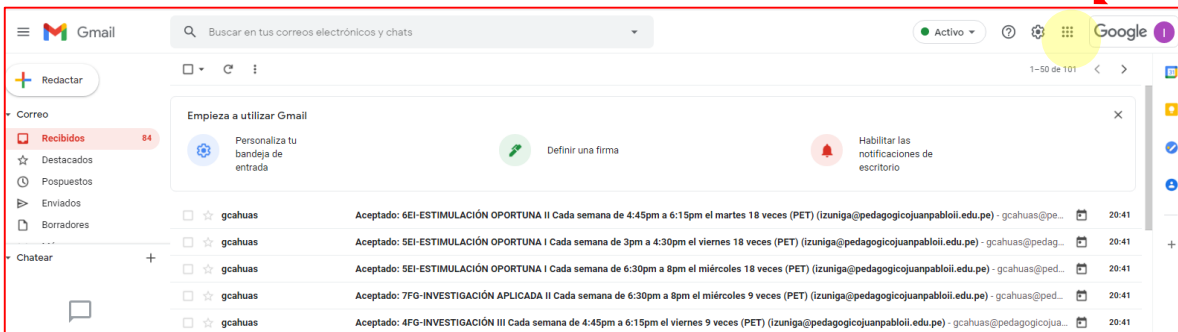 Gmail
Buscar en tus correos electrónicos y chats
Activo
Google
I
Redactar
1–50 de 101
Correo
Recibidos 84
Destacados
Pospuestos
Enviados
Borradores
Chatear
Empieza a utilizar Gmail
Personaliza tu
bandeja de
entrada
Definir una firma
Habilitar las
notificaciones de
escritorio
gcahuas Aceptado: 6EI-ESTIMULACIÓN OPORTUNA II Cada semana de 4:45pm a 6:15pm el martes 18 veces (PET) (izuniga@pedagogicojuanpabloii.edu.pe) - gcahuas@pe... 20:41
gcahuas Aceptado: 5EI-ESTIMULACIÓN OPORTUNA I Cada semana de 3pm a 4:30pm el viernes 18 veces (PET) (izuniga@pedagogicojuanpabloii.edu.pe) - gcahuas@pedag... 20:41
gcahuas Aceptado: 5EI-ESTIMULACIÓN OPORTUNA I Cada semana de 6:30pm a 8pm el miércoles 18 veces (PET) (izuniga@pedagogicojuanpabloii.edu.pe) - gcahuas@ped... 20:41
gcahuas Aceptado: 7FG-INVESTIGACIÓN APLICADA II Cada semana de 6:30pm a 8pm el miércoles 9 veces (PET) (izuniga@pedagogicojuanpabloii.edu.pe) - gcahuas@ped... 20:41
gcahuas Aceptado: 4FG-INVESTIGACIÓN III Cada semana de 4:45pm a 6:15pm el viernes 9 veces (PET) (izuniga@pedagogicojuanpabloii.edu.pe) - gcahuas@pedagogicojua... 20:41